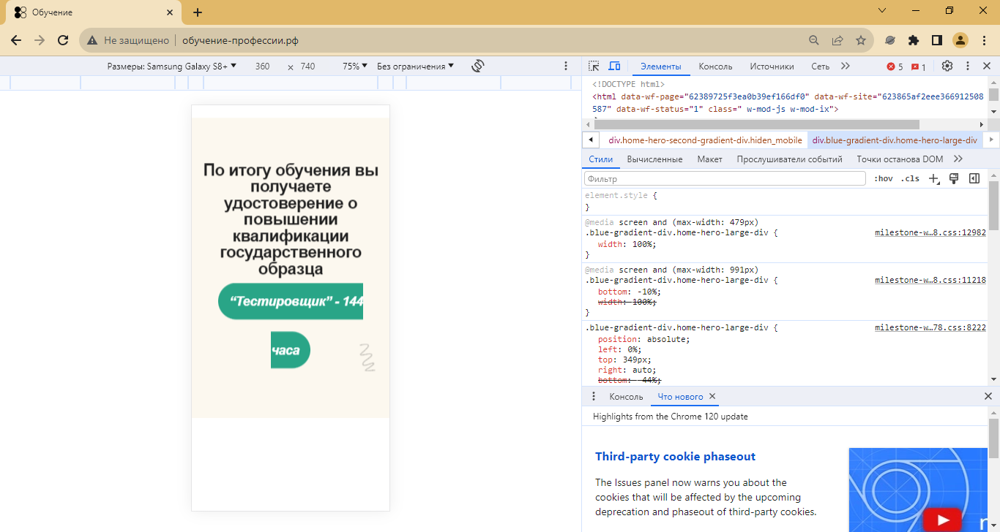 Обучение
Не защищено
обучение-профессии.рф
Размеры: Samsung Galaxy S8+ ▼ 360 × 740 75% ▼ Без ограничения ▼
По итогу обучения вы
получаете
удостоверение о
повышении
квалификации
государственного
образца
“Тестировщик” - 144
часа
Элементы Консоль Источники Сеть 5 1
<!DOCTYPE html>
<html data-wf-page="62389725f3ea0b39ef166df0" data-wf-site="623865af2eee366912508
587" data-wf-status="1" class=" w-mod-js w-mod-ix">
div.home-hero-second-gradient-div.hiden_mobile div.blue-gradient-div.home-hero-large-div
Стили Вычисленные Макет Прослушиватели событий Точки останова DOM
Фильтр :hov .cls
element.style {
}
@media screen and (max-width: 479px)
.blue-gradient-div.home-hero-large-div { milestone-w…8.css:12982
width: 100%;
}
@media screen and (max-width: 991px)
.blue-gradient-div.home-hero-large-div { milestone-w…8.css:11218
bottom: -10%;
width: 100%;
}
.blue-gradient-div.home-hero-large-div { milestone-w…78.css:8222
position: absolute;
left: 0%;
top: 349px;
right: auto;
bottom: -44%;
Консоль Что нового
Highlights from the Chrome 120 update
Third-party cookie phaseout
The Issues panel now warns you about the
cookies that will be affected by the upcoming
deprecation and phaseout of third-party cookies.